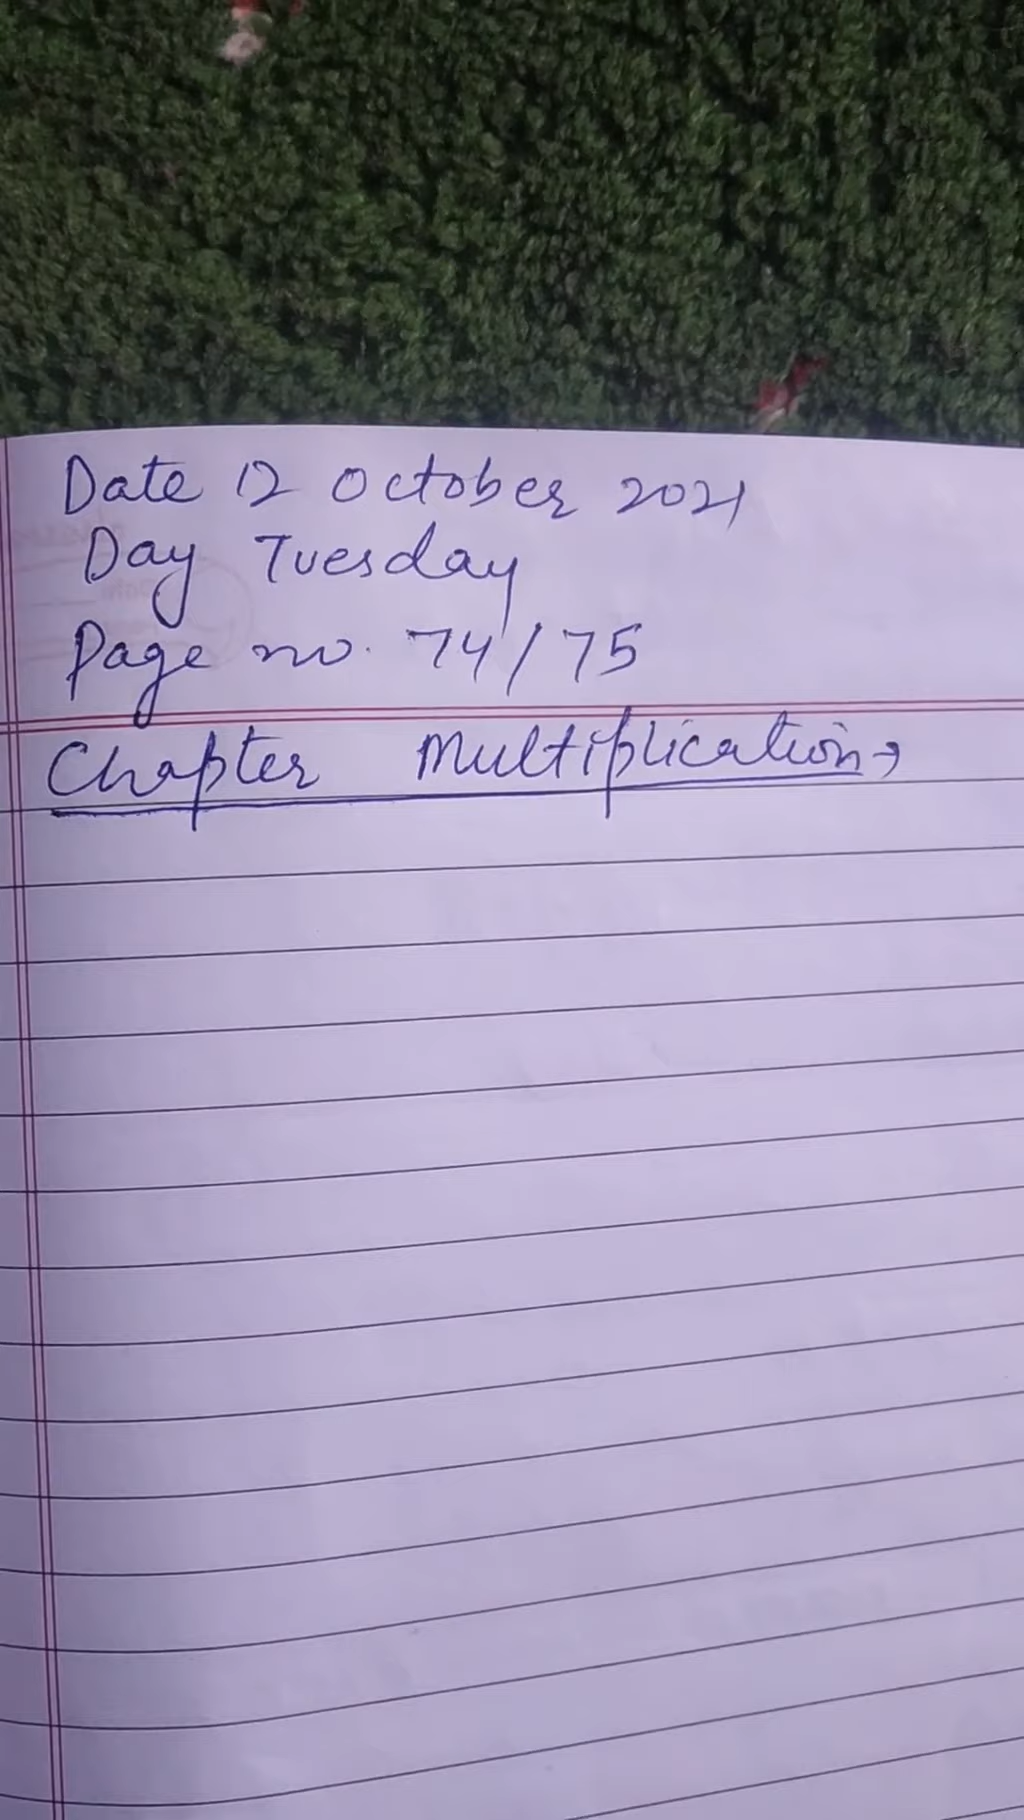 Date 12 October 2021
Day Tuesday
Page no. 74/75
Chapter Multiplication→